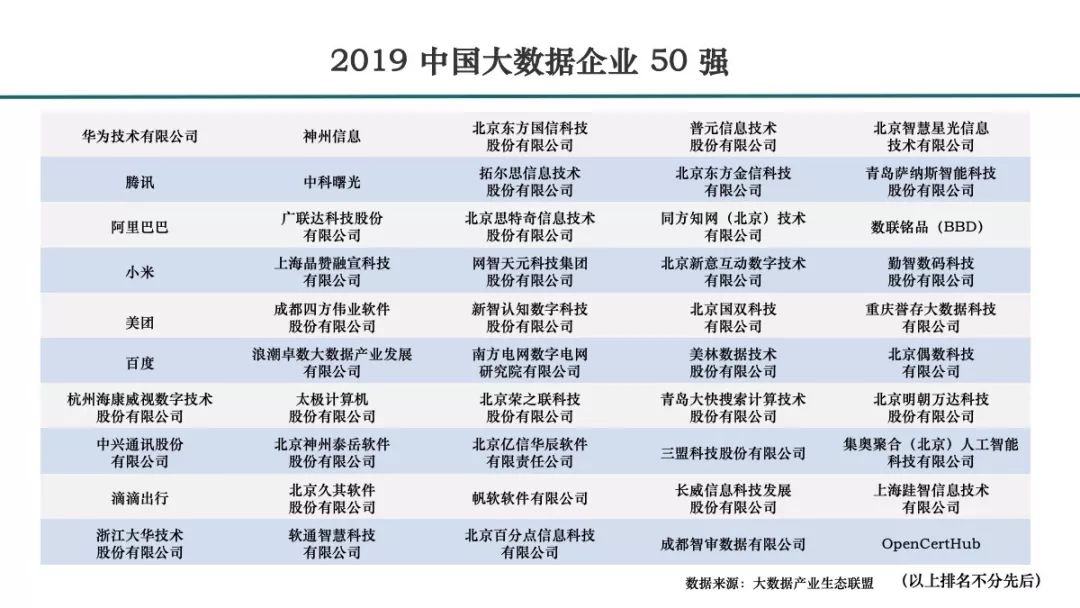 2019 中国大数据企业 50 强
华为技术有限公司
神州信息
北京东方国信科技
股份有限公司
普元信息技术
股份有限公司
北京智慧星光信息
技术有限公司
腾讯
中科曙光
拓尔思信息技术
股份有限公司
北京东方金信科技
有限公司
青岛萨纳斯智能科技
股份有限公司
阿里巴巴
广联达科技股份
有限公司
北京思特奇信息技术
股份有限公司
同方知网（北京）技术
有限公司
数联铭品（BBD）
小米
上海晶赞融宣科技
有限公司
网智天元科技集团
股份有限公司
北京新意互动数字技术
有限公司
勤智数码科技
股份有限公司
美团
成都四方伟业软件
股份有限公司
新智认知数字科技
股份有限公司
北京国双科技
有限公司
重庆誉存大数据科技
有限公司
百度
浪潮卓数大数据产业发展
有限公司
南方电网数字电网
研究院有限公司
美林数据技术
股份有限公司
北京偶数科技
有限公司
杭州海康威视数字技术
股份有限公司
太极计算机
股份有限公司
北京荣之联科技
股份有限公司
青岛大快搜索计算技术
股份有限公司
北京明朝万达科技
股份有限公司
中兴通讯股份
有限公司
北京神州泰岳软件
股份有限公司
北京亿信华辰软件
有限责任公司
三盟科技股份有限公司
集奥聚合（北京）人工智能
科技有限公司
滴滴出行
北京久其软件
股份有限公司
帆软软件有限公司
长威信息科技发展
股份有限公司
上海跬智信息技术
有限公司
浙江大华技术
股份有限公司
软通智慧科技
有限公司
北京百分点信息科技
有限公司
成都智审数据有限公司
OpenCertHub
数据来源：大数据产业生态联盟
（以上排名不分先后）